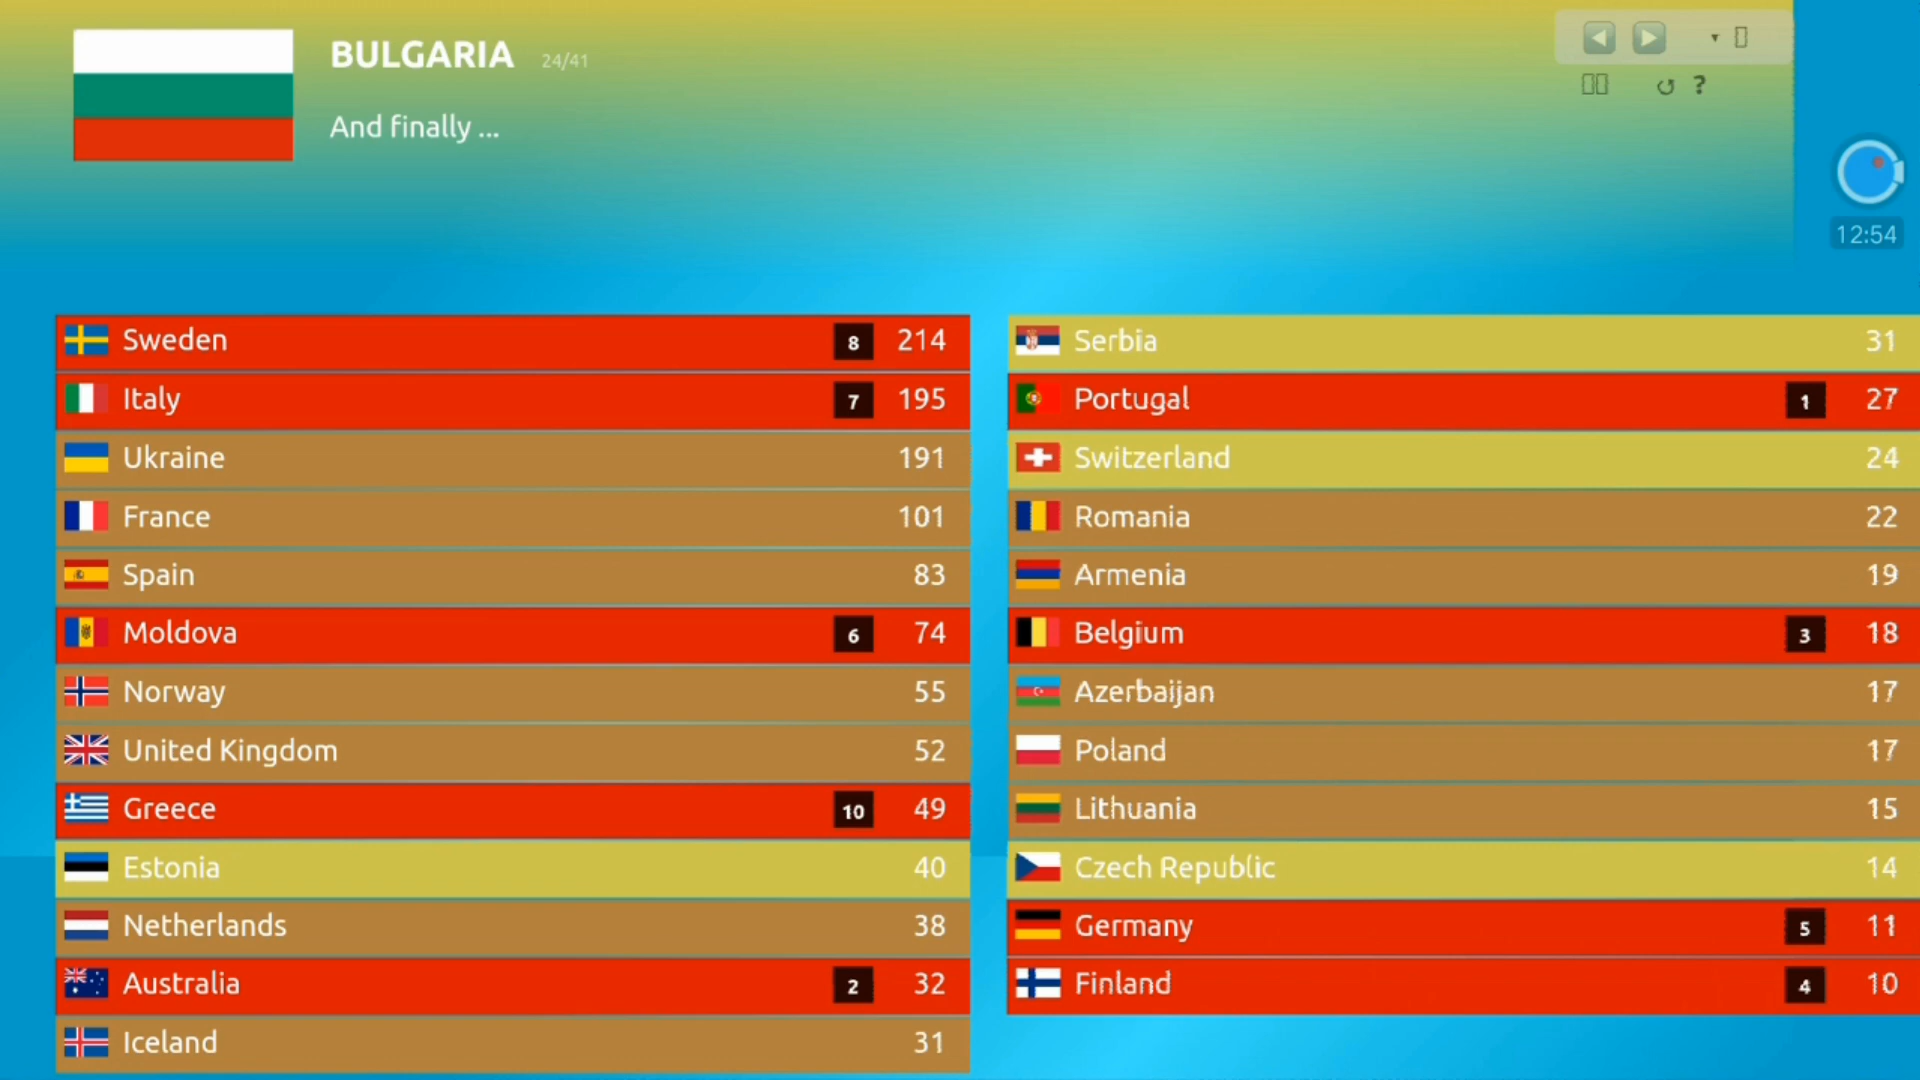 BULGARIA 24/41
And finally ...
?
12:54
Sweden 8 214
Italy 7 195
Ukraine 191
France 101
Spain 83
Moldova 6 74
Norway 55
United Kingdom 52
Greece 10 49
Estonia 40
Netherlands 38
Australia 2 32
Iceland 31
Serbia 31
Portugal 1 27
Switzerland 24
Romania 22
Armenia 19
Belgium 3 18
Azerbaijan 17
Poland 17
Lithuania 15
Czech Republic 14
Germany 5 11
Finland 4 10